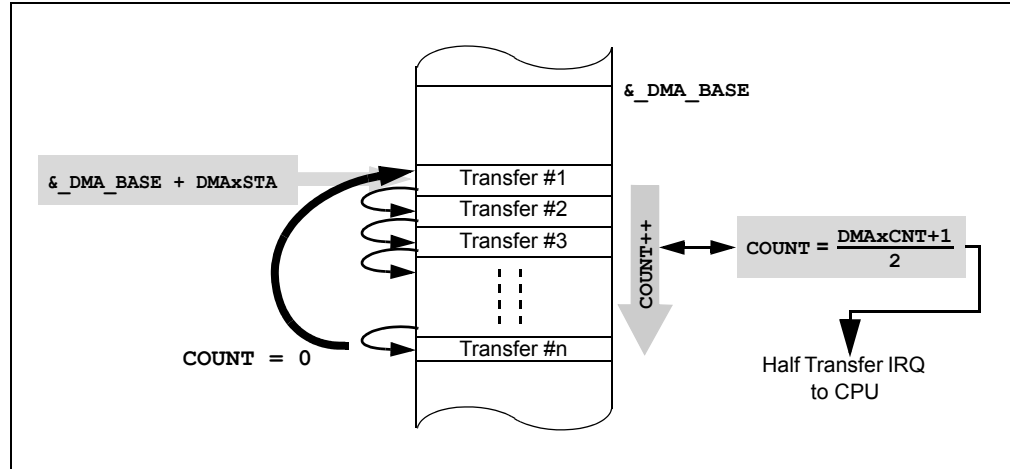 &_DMA_BASE
&_DMA_BASE + DMAxSTA
Transfer #1
Transfer #2
Transfer #3
Transfer #n
COUNT = 0
COUNT++
COUNT = DMAxCNT+1
2
Half Transfer IRQ
to CPU